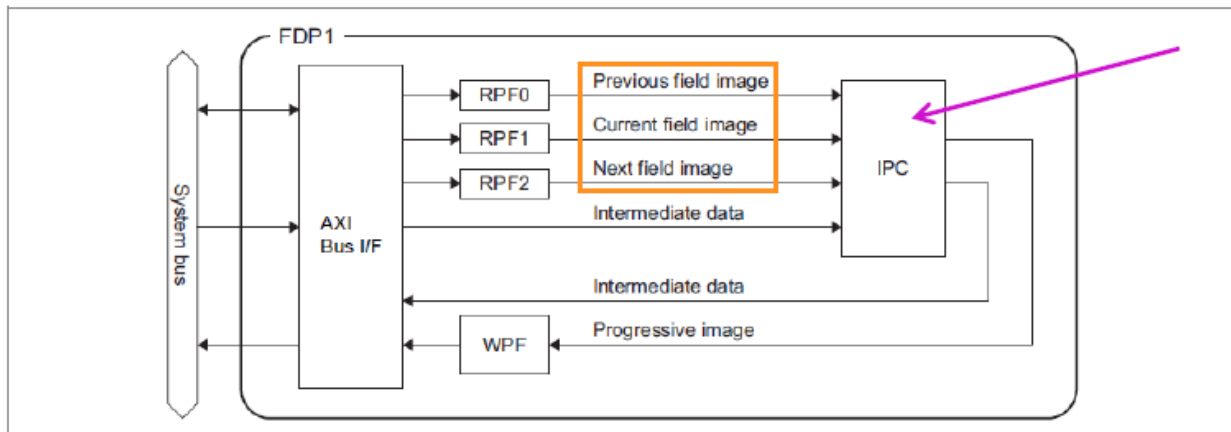 FDP1
RPF0
Previous field image
RPF1
Current field image
RPF2
Next field image
IPC
System bus
AXI
Bus I/F
Intermediate data
Intermediate data
WPF
Progressive image